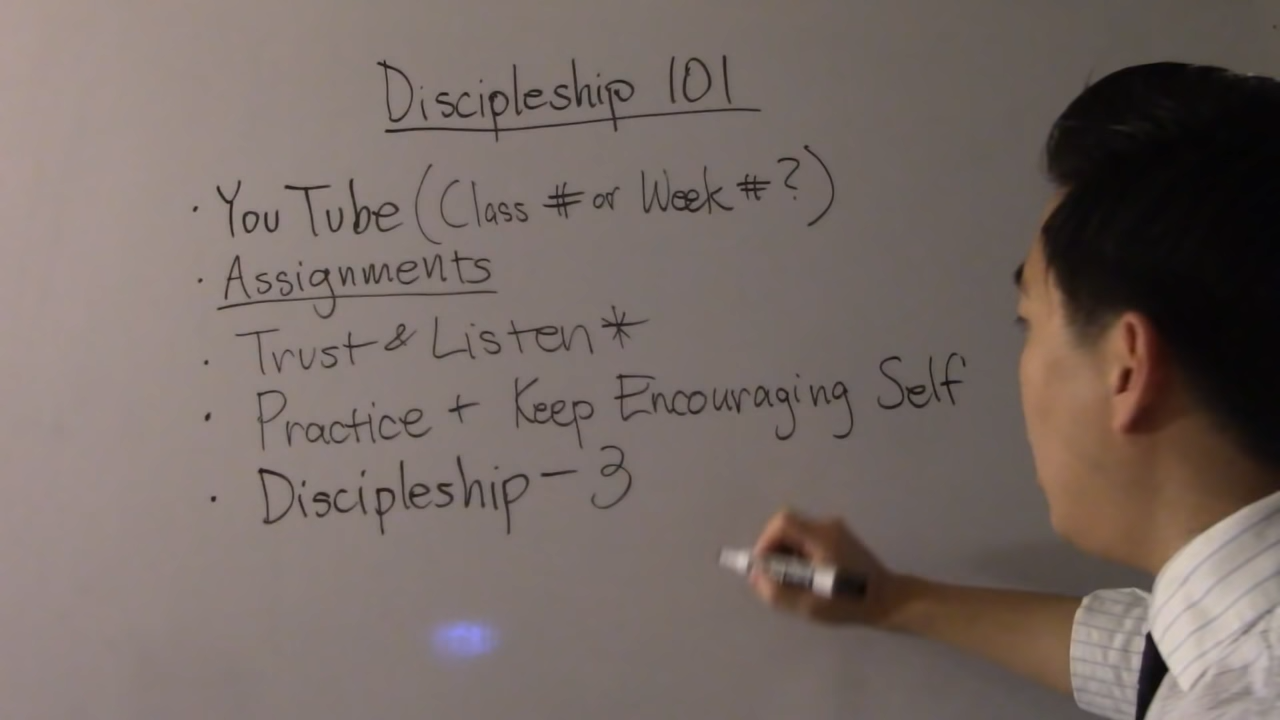 Discipleship 101
· YouTube (Class # or Week #?)
· Assignments
· Trust & Listen *
· Practice + Keep Encouraging Self
· Discipleship - 3